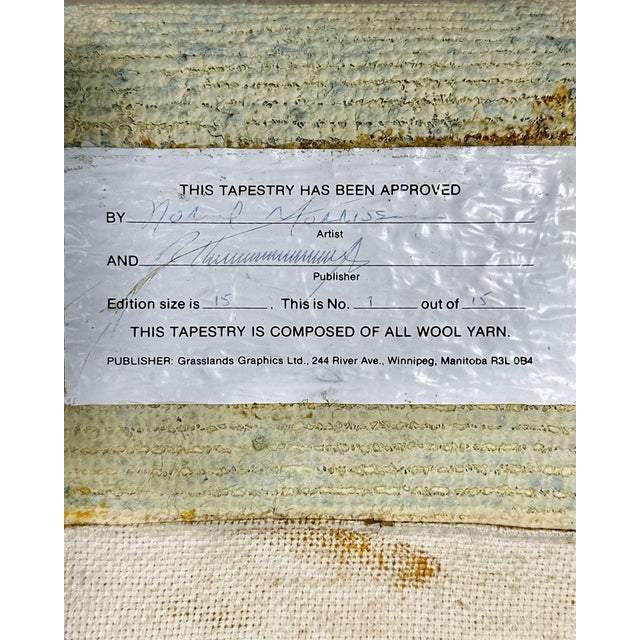 THIS TAPESTRY HAS BEEN APPROVED
BY Norval Morriseau
Artist
AND
Publisher
Edition size is 15. This is No. 1 out of 15
THIS TAPESTRY IS COMPOSED OF ALL WOOL YARN.
PUBLISHER: Grasslands Graphics Ltd., 244 River Ave., Winnipeg, Manitoba R3L 0B4